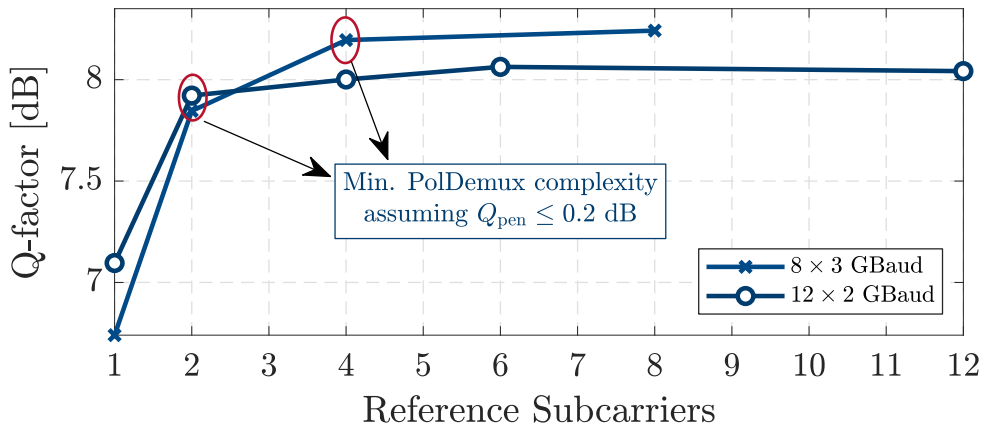 Q-factor [dB]
8
7.5
7
Min. PolDemux complexity
assuming Q_pen ≤ 0.2 dB
8 × 3 GBaud
12 × 2 GBaud
1 2 3 4 5 6 7 8 9 10 11 12
Reference Subcarriers